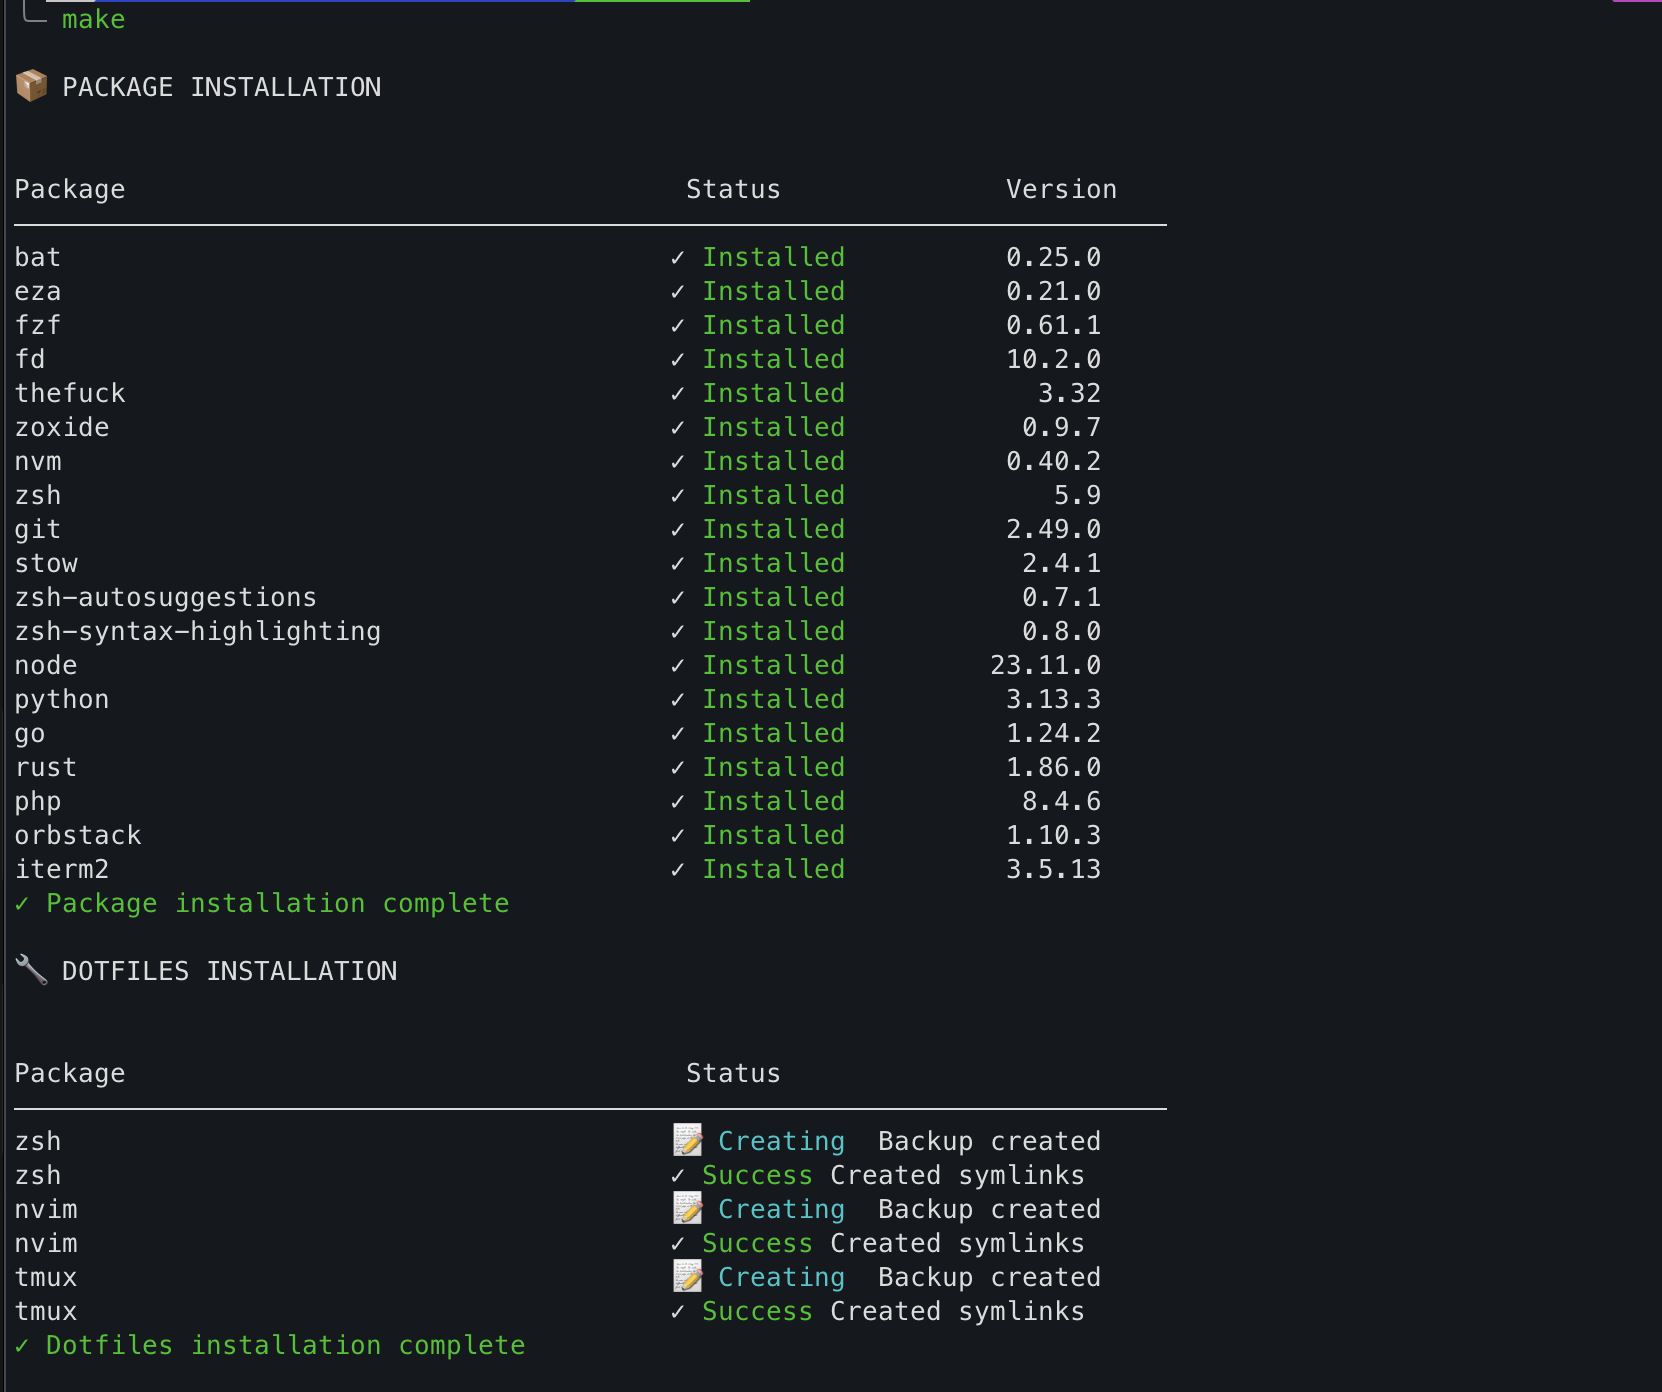 make
📦 PACKAGE INSTALLATION
Package Status Version
bat ✓ Installed 0.25.0
eza ✓ Installed 0.21.0
fzf ✓ Installed 0.61.1
fd ✓ Installed 10.2.0
thefuck ✓ Installed 3.32
zoxide ✓ Installed 0.9.7
nvm ✓ Installed 0.40.2
zsh ✓ Installed 5.9
git ✓ Installed 2.49.0
stow ✓ Installed 2.4.1
zsh-autosuggestions ✓ Installed 0.7.1
zsh-syntax-highlighting ✓ Installed 0.8.0
node ✓ Installed 23.11.0
python ✓ Installed 3.13.3
go ✓ Installed 1.24.2
rust ✓ Installed 1.86.0
php ✓ Installed 8.4.6
orbstack ✓ Installed 1.10.3
iterm2 ✓ Installed 3.5.13
✓ Package installation complete
🔧 DOTFILES INSTALLATION
Package Status
zsh 📝 Creating Backup created
zsh ✓ Success Created symlinks
nvim 📝 Creating Backup created
nvim ✓ Success Created symlinks
tmux 📝 Creating Backup created
tmux ✓ Success Created symlinks
✓ Dotfiles installation complete